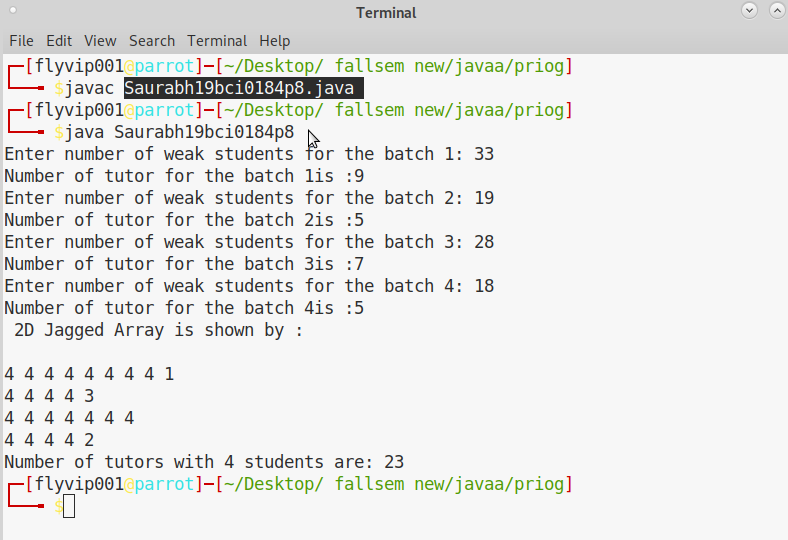 Terminal
File Edit View Search Terminal Help
┌─[flyvip001@parrot]─[~/Desktop/ fallsem new/javaa/priog]
└──╼ $javac Saurabh19bci0184p8.java
┌─[flyvip001@parrot]─[~/Desktop/ fallsem new/javaa/priog]
└──╼ $java Saurabh19bci0184p8
Enter number of weak students for the batch 1: 33
Number of tutor for the batch 1is :9
Enter number of weak students for the batch 2: 19
Number of tutor for the batch 2is :5
Enter number of weak students for the batch 3: 28
Number of tutor for the batch 3is :7
Enter number of weak students for the batch 4: 18
Number of tutor for the batch 4is :5
 2D Jagged Array is shown by :
4 4 4 4 4 4 4 4 1
4 4 4 4 3
4 4 4 4 4 4 4
4 4 4 4 2
Number of tutors with 4 students are: 23
┌─[flyvip001@parrot]─[~/Desktop/ fallsem new/javaa/priog]
└──╼ $